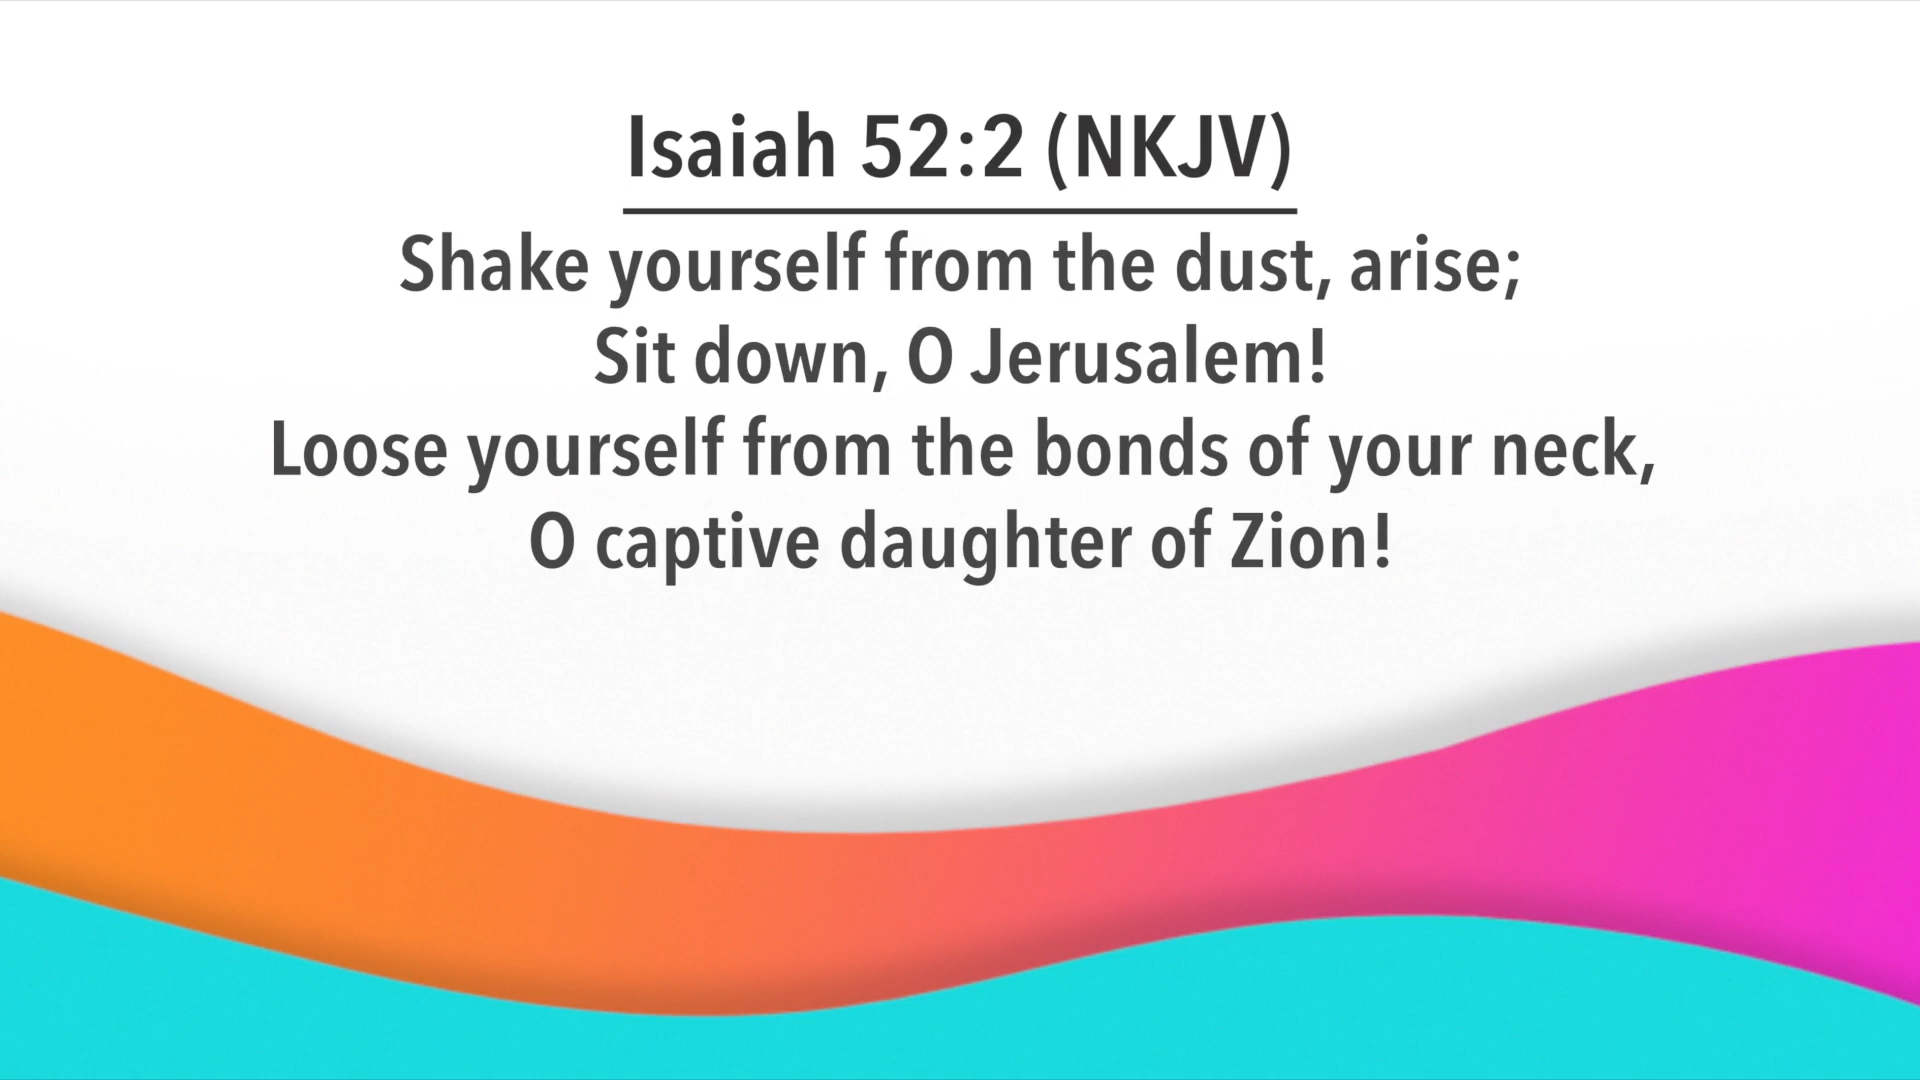 Isaiah 52:2 (NKJV)
Shake yourself from the dust, arise;
Sit down, O Jerusalem!
Loose yourself from the bonds of your neck,
O captive daughter of Zion!